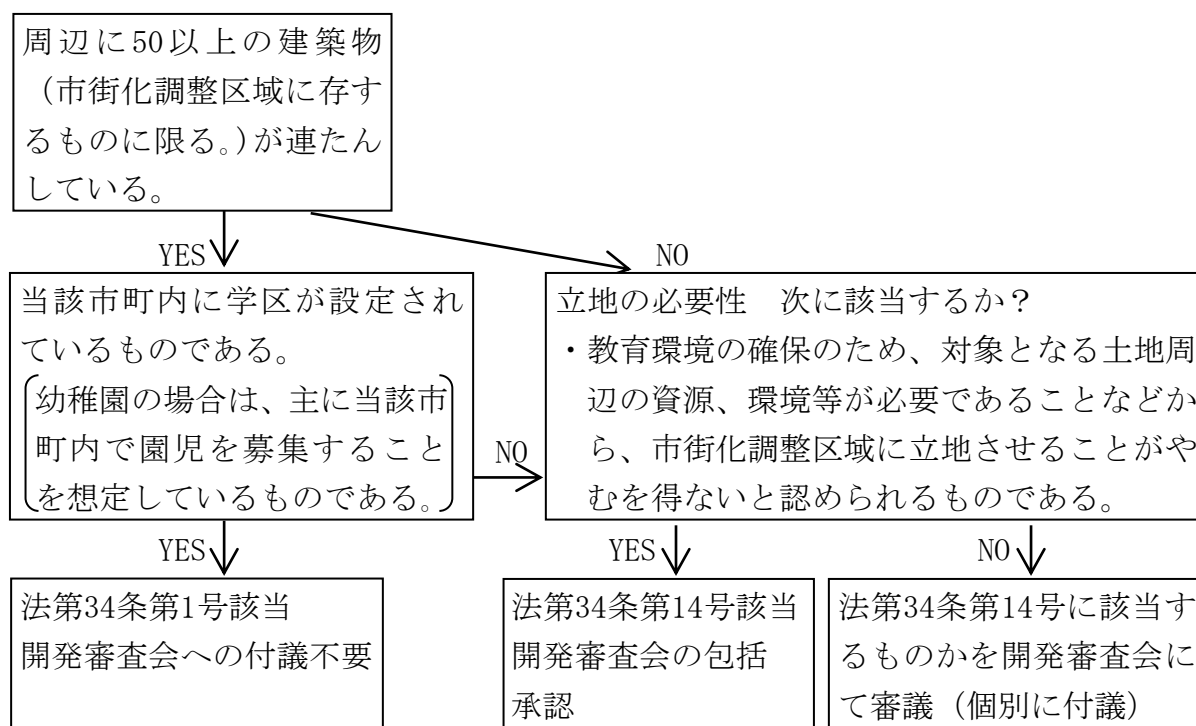 周辺に50以上の建築物
(市街化調整区域に存す
るものに限る。)が連たん
している。
YES
NO
当該市町内に学区が設定され
ているものである。
幼稚園の場合は、主に当該市
町内で園児を募集すること
を想定しているものである。
NO
立地の必要性　次に該当するか？
・教育環境の確保のため、対象となる土地周
辺の資源、環境等が必要であることなどか
ら、市街化調整区域に立地させることがや
むを得ないと認められるものである。
YES
YES
NO
法第34条第1号該当
開発審査会への付議不要
法第34条第14号該当
開発審査会の包括
承認
法第34条第14号に該当す
るものかを開発審査会に
て審議（個別に付議）